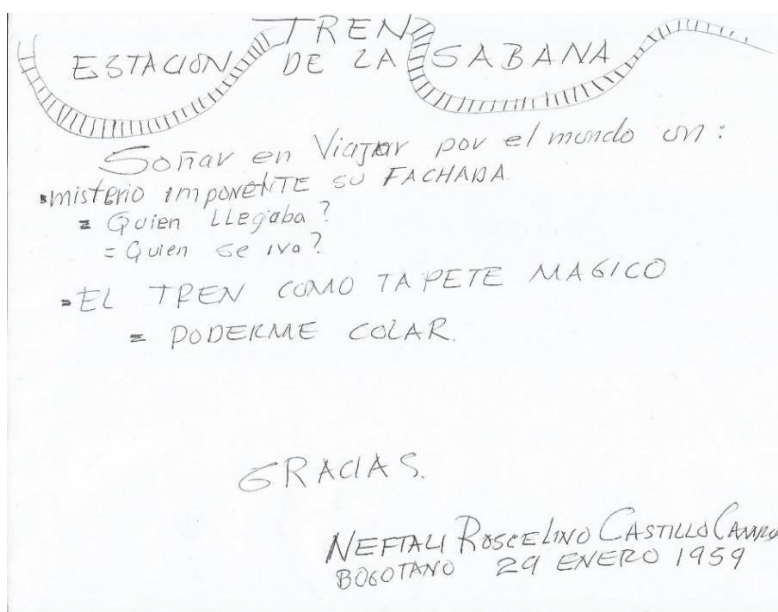 TREN
ESTACION DE LA SABANA
Soñar en Viajar por el mundo un:
misterio imponente SU FACHADA
= Quien LLegaba?
= Quien se iva?
= EL TREN COMO TAPETE MAGICO
= PODERME COLAR.
GRACIAS.
NEFTALI ROSCELINO CASTILLO
BOGOTANO 29 ENERO 1959